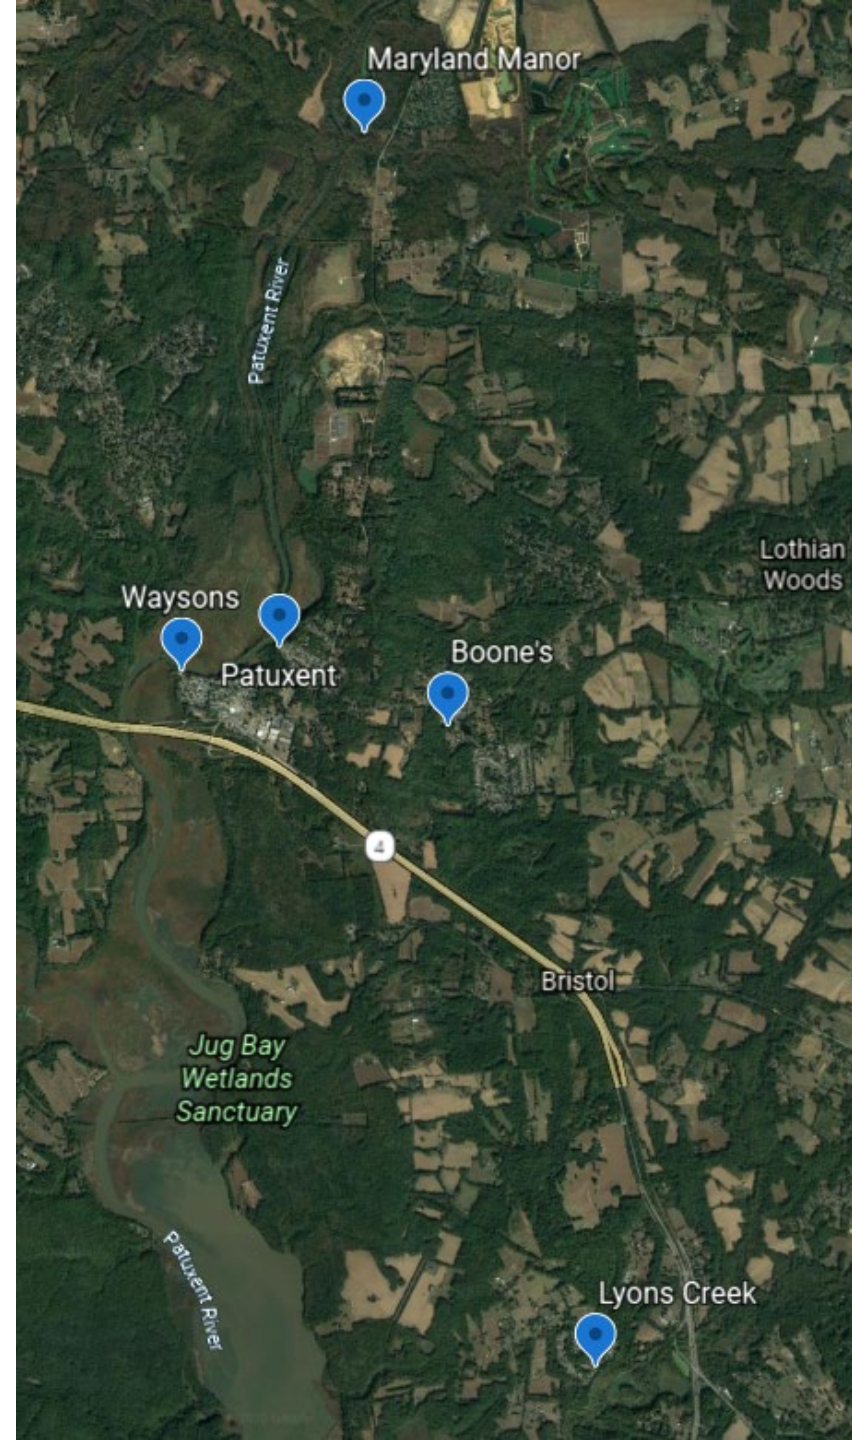 Maryland Manor
Patuxent River
Lothian
Woods
Waysons
Patuxent
Boone's
4
Bristol
Jug Bay
Wetlands
Sanctuary
Patuxent River
Lyons Creek